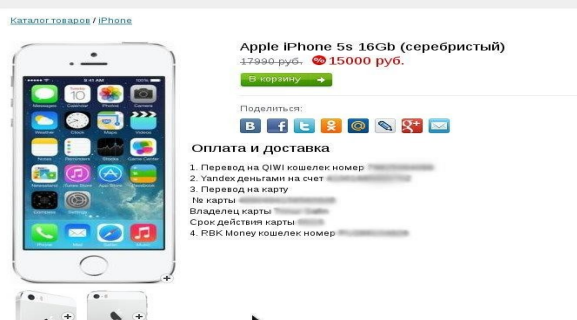 Каталог товаров / iPhone
Apple iPhone 5s 16Gb (серебристый)
17990 руб. % 15000 руб.
В корзину →
Поделиться:
Оплата и доставка
1. Перевод на QIWI кошелек номер
2. Yandex деньгами на счет
3. Перевод на карту
№ карты
Владелец карты
Срок действия карты
4. РБК Money кошелек номер